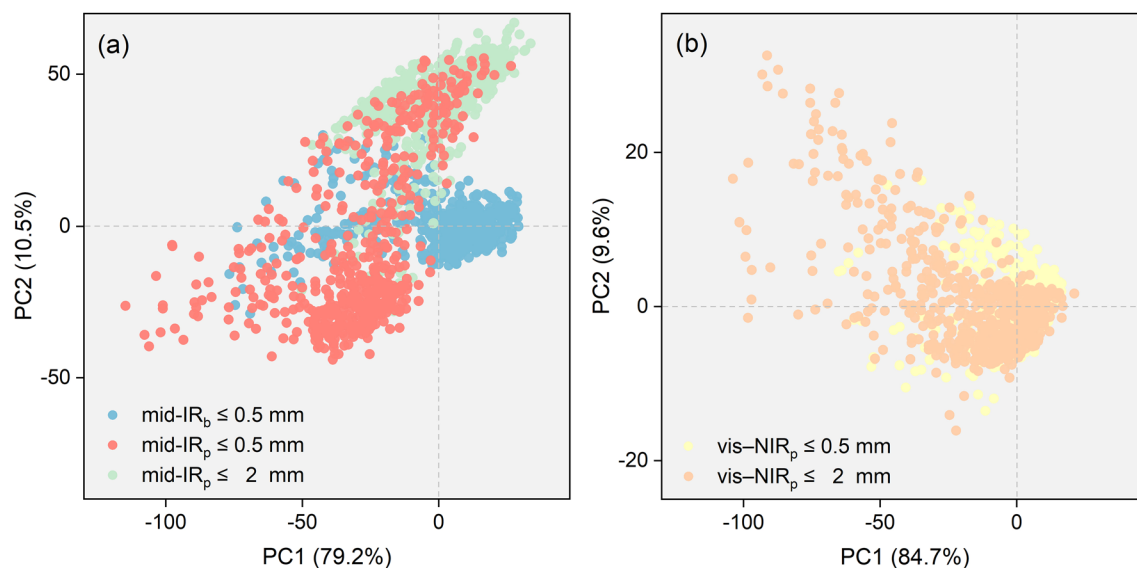 (a)
50
0
-50
PC2 (10.5%)
mid-IRb ≤ 0.5 mm
mid-IRp ≤ 0.5 mm
mid-IRp ≤ 2 mm
-100
-50
0
PC1 (79.2%)
(b)
20
0
-20
PC2 (9.6%)
vis–NIRp ≤ 0.5 mm
vis–NIRp ≤ 2 mm
-100
-50
0
PC1 (84.7%)